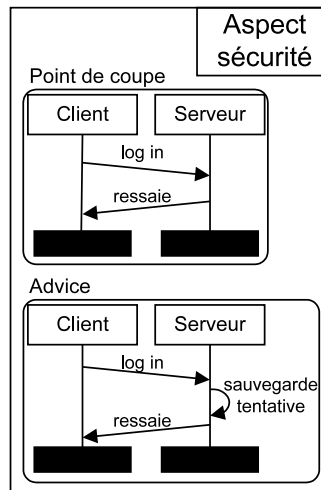 Aspect
sécurité
Point de coupe
Client Serveur
log in
ressaie
Advice
Client Serveur
log in
sauvegarde
tentative
ressaie